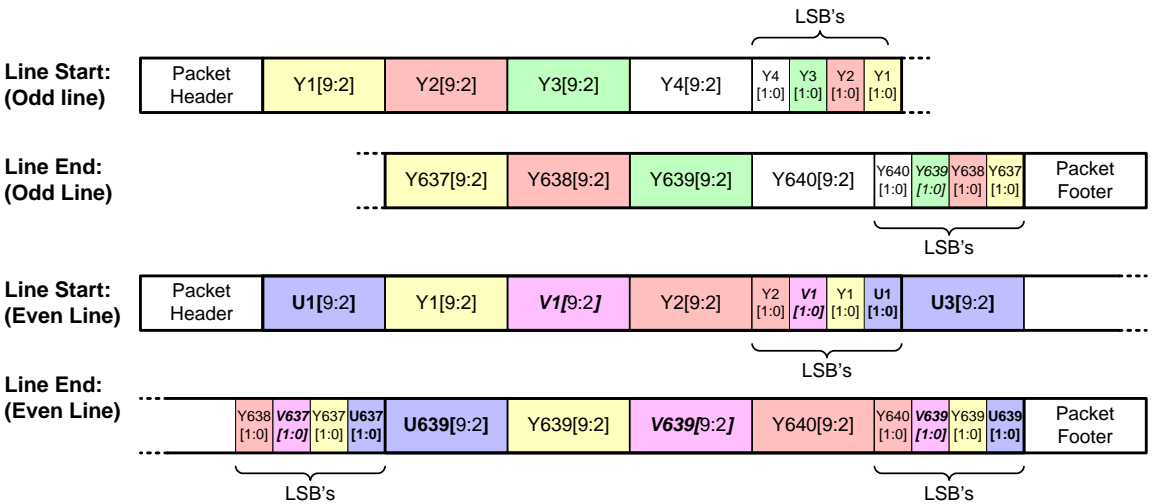 LSB's
Line Start:
(Odd line)
Packet
Header
Y1[9:2]
Y2[9:2]
Y3[9:2]
Y4[9:2]
Y4
[1:0]
Y3
[1:0]
Y2
[1:0]
Y1
[1:0]
Line End:
(Odd Line)
Y637[9:2]
Y638[9:2]
Y639[9:2]
Y640[9:2]
Y640
[1:0]
Y639
[1:0]
Y638
[1:0]
Y637
[1:0]
Packet
Footer
LSB's
Line Start:
(Even Line)
Packet
Header
U1[9:2]
Y1[9:2]
V1[9:2]
Y2[9:2]
Y2
[1:0]
V1
[1:0]
Y1
[1:0]
U1
[1:0]
U3[9:2]
LSB's
Line End:
(Even Line)
Y638
[1:0]
V637
[1:0]
Y637
[1:0]
U637
[1:0]
U639[9:2]
Y639[9:2]
V639[9:2]
Y640[9:2]
Y640
[1:0]
V639
[1:0]
Y639
[1:0]
U639
[1:0]
Packet
Footer
LSB's
LSB's